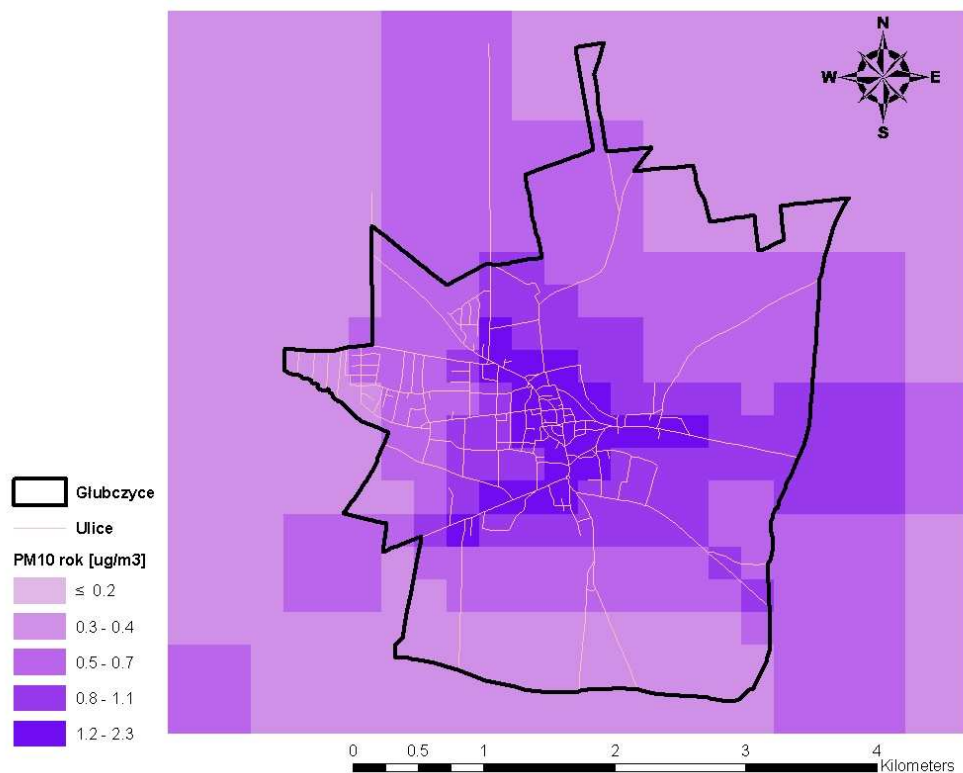 N
W E
S
Głubczyce
Ulice
PM10 rok [ug/m3]
≤ 0.2
0.3 - 0.4
0.5 - 0.7
0.8 - 1.1
1.2 - 2.3
0 0.5 1 2 3 4
Kilometers